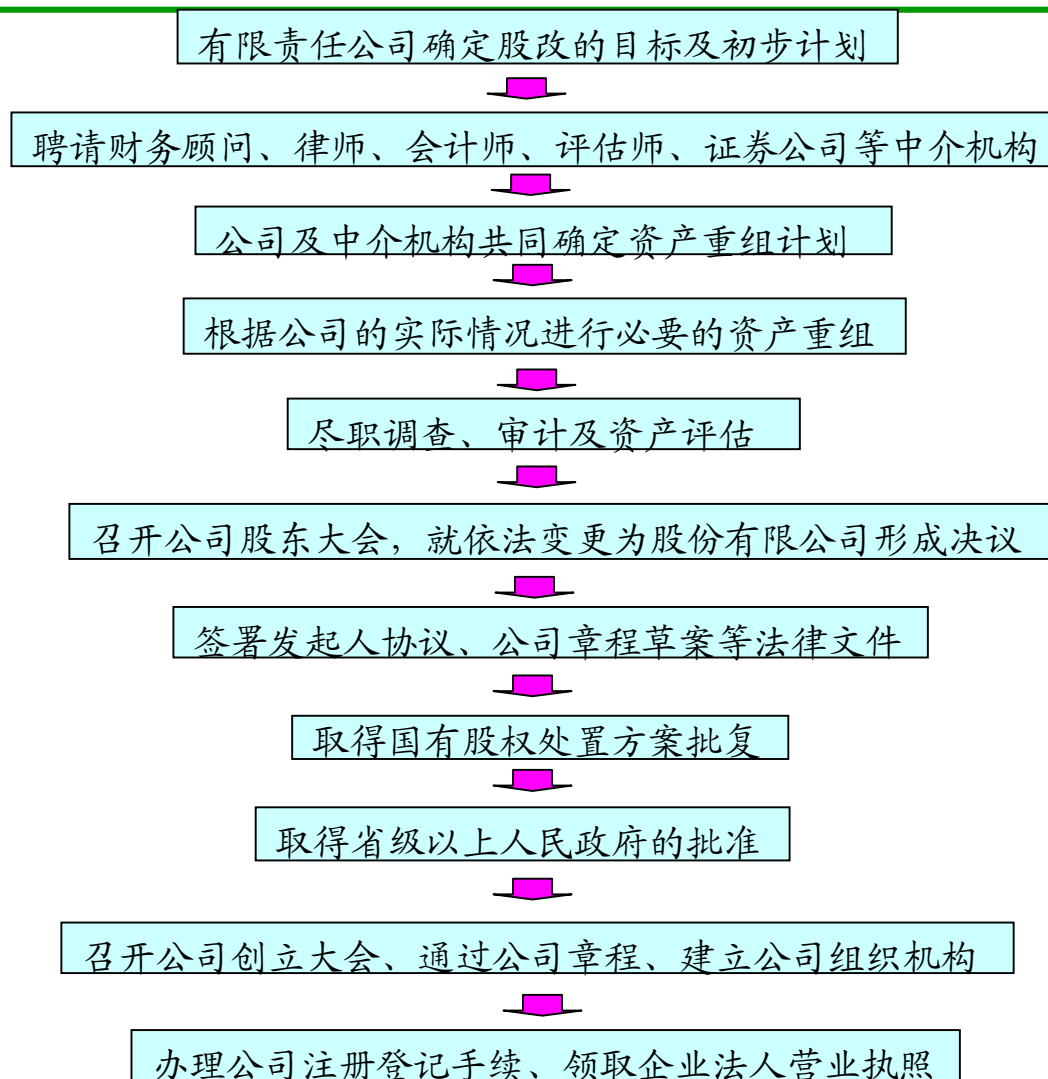 有限责任公司确定股改的目标及初步计划
聘请财务顾问、律师、会计师、评估师、证券公司等中介机构
公司及中介机构共同确定资产重组计划
根据公司的实际情况进行必要的资产重组
尽职调查、审计及资产评估
召开公司股东大会，就依法变更为股份有限公司形成决议
签署发起人协议、公司章程草案等法律文件
取得国有股权处置方案批复
取得省级以上人民政府的批准
召开公司创立大会、通过公司章程、建立公司组织机构
办理公司注册登记手续、领取企业法人营业执照